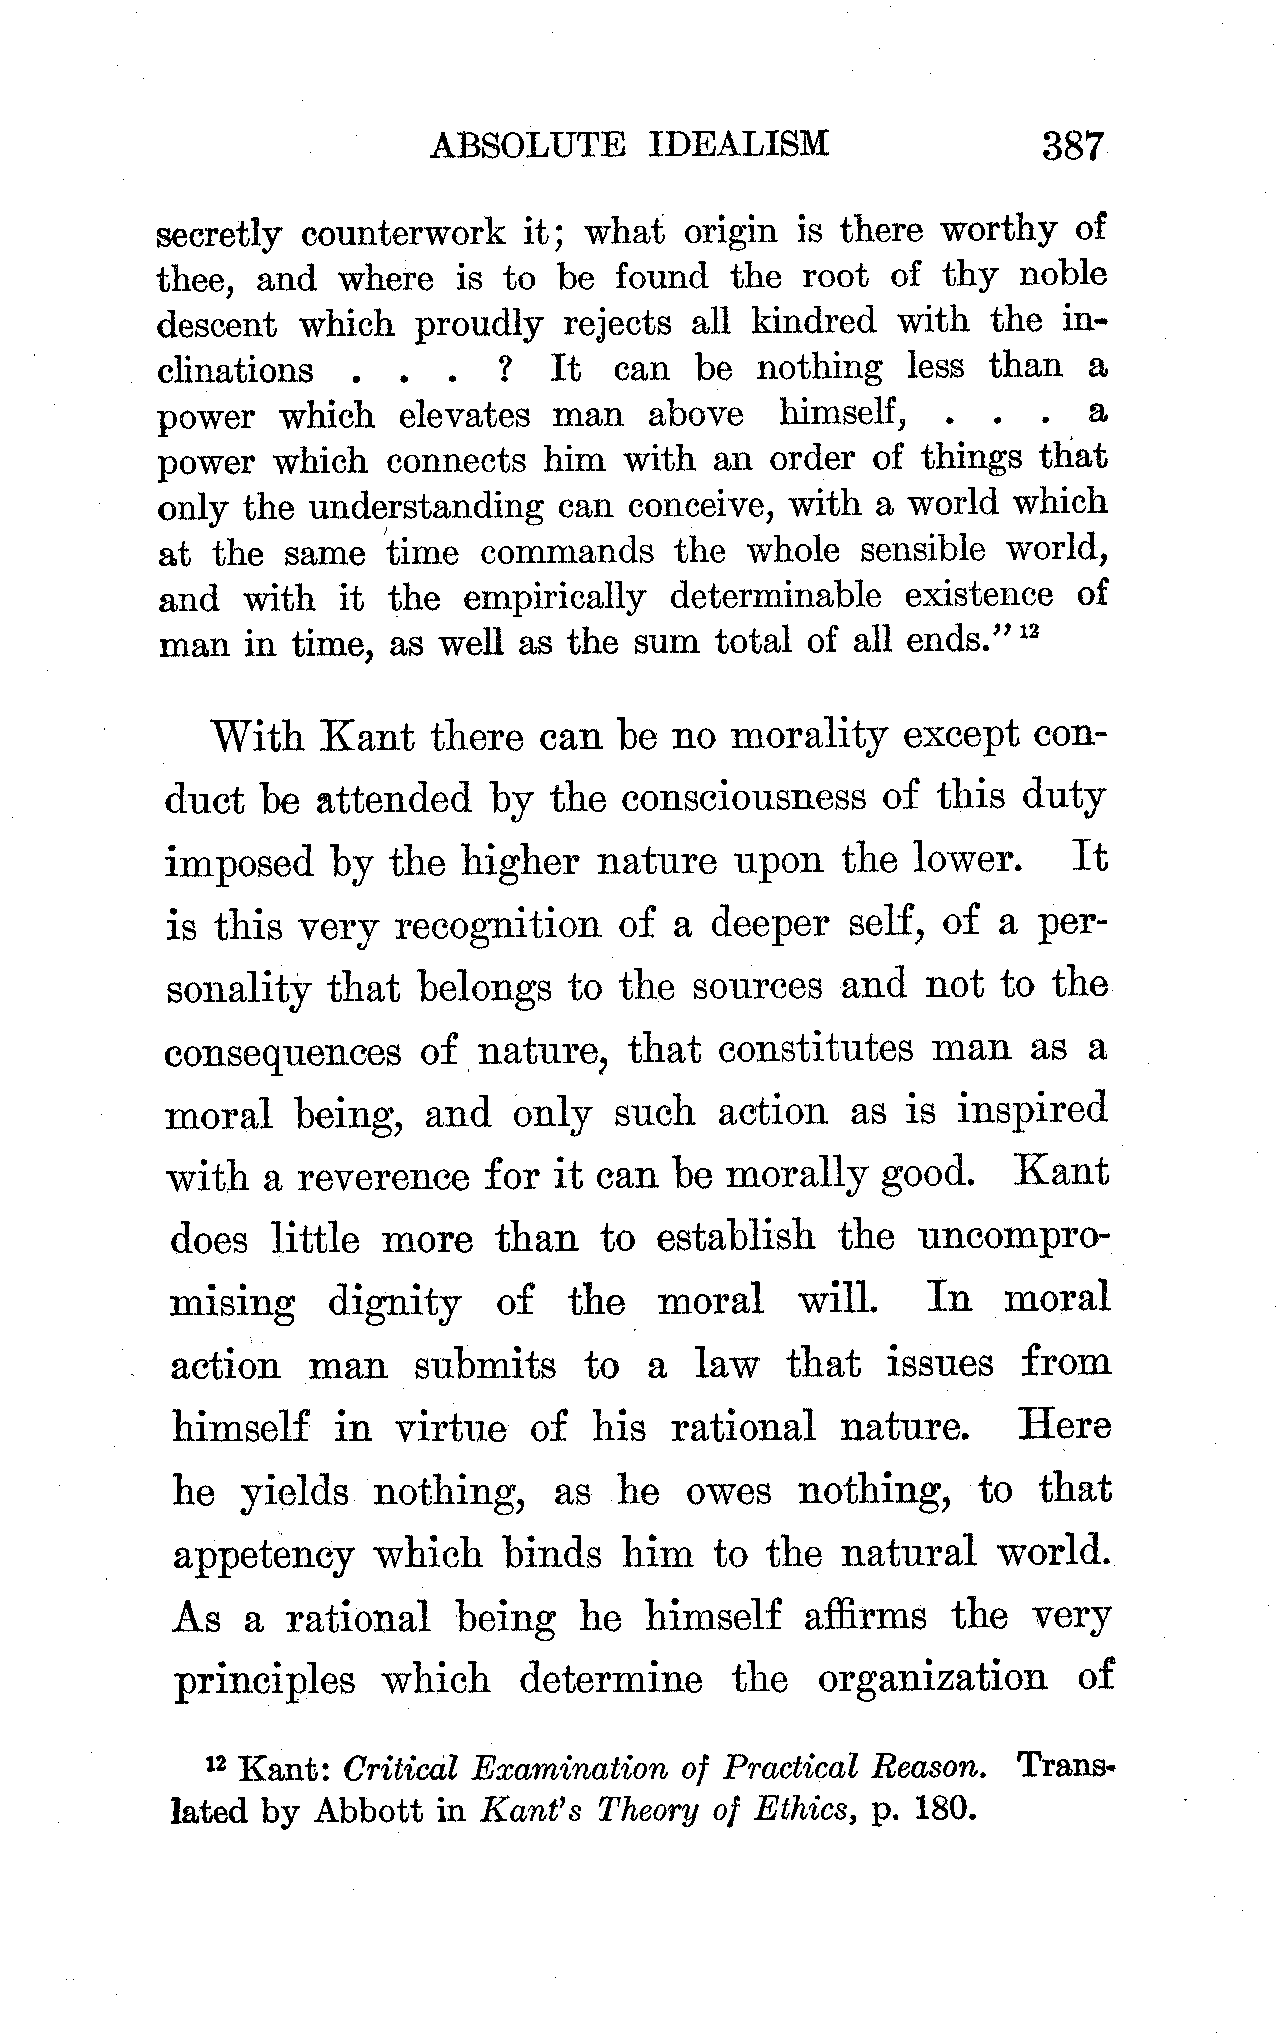 ABSOLUTE IDEALISM 387
secretly counterwork it; what origin is there worthy of
thee, and where is to be found the root of thy noble
descent which proudly rejects all kindred with the in-
clinations . . . ? It can be nothing less than a
power which elevates man above himself, . . . a
power which connects him with an order of things that
only the understanding can conceive, with a world which
at the same time commands the whole sensible world,
and with it the empirically determinable existence of
man in time, as well as the sum total of all ends." 12
With Kant there can be no morality except con-
duct be attended by the consciousness of this duty
imposed by the higher nature upon the lower. It
is this very recognition of a deeper self, of a per-
sonality that belongs to the sources and not to the
consequences of nature, that constitutes man as a
moral being, and only such action as is inspired
with a reverence for it can be morally good. Kant
does little more than to establish the uncompro-
mising dignity of the moral will. In moral
action man submits to a law that issues from
himself in virtue of his rational nature. Here
he yields nothing, as he owes nothing, to that
appetency which binds him to the natural world.
As a rational being he himself affirms the very
principles which determine the organization of
12 Kant: Critical Examination of Practical Reason. Trans-
lated by Abbott in Kant's Theory of Ethics, p. 180.